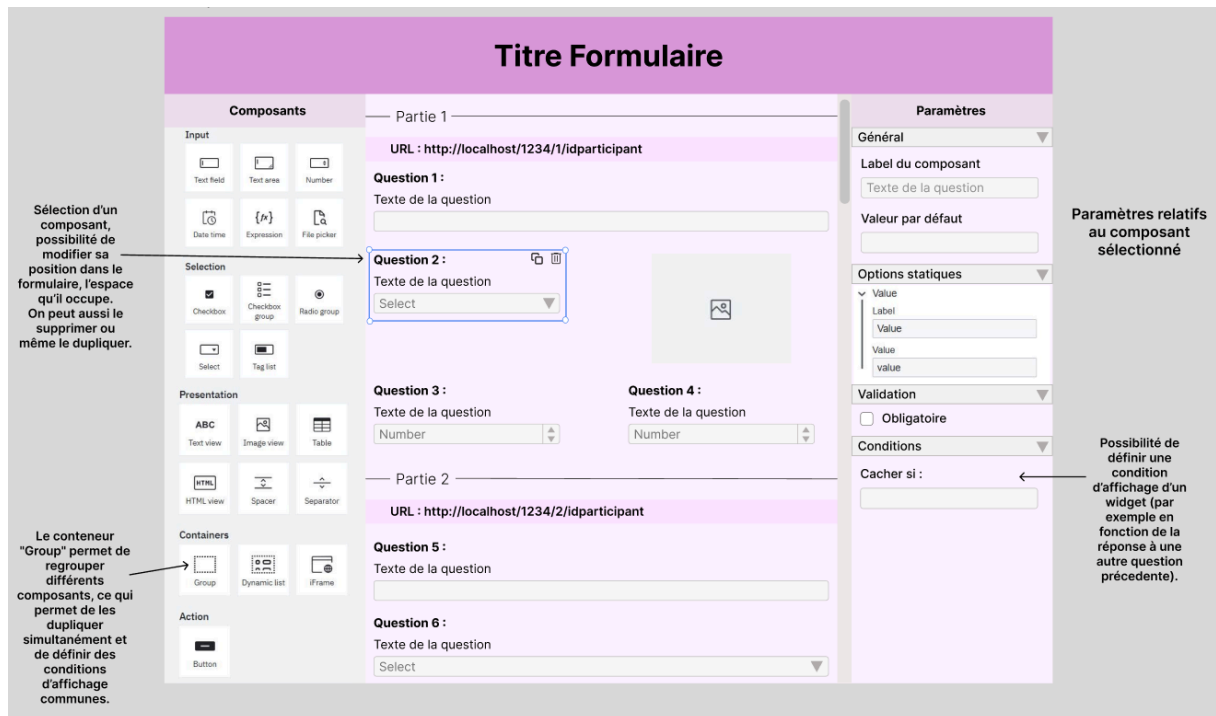 Titre Formulaire
Composants
Input
Text field
Text area
Number
Date time
{fx}
Expression
File picker
Selection
Checkbox
Checkbox
group
Radio group
Select
Tag list
Presentation
ABC
Text view
Image view
Table
HTML
HTML view
Spacer
Separator
Containers
Group
Dynamic list
iFrame
Action
Button
Partie 1
URL : http://localhost/1234/1/idparticipant
Question 1 :
Texte de la question
Question 2 :
Texte de la question
Select
Question 3 :
Texte de la question
Number
Question 4 :
Texte de la question
Number
Partie 2
URL : http://localhost/1234/2/idparticipant
Question 5 :
Texte de la question
Question 6 :
Texte de la question
Select
Paramètres
Général
Label du composant
Texte de la question
Valeur par défaut
Options statiques
Value
Label
Value
Value
value
Validation
Obligatoire
Conditions
Cacher si :
Sélection d'un
composant,
possibilité de
modifier sa
position dans le
formulaire, l'espace
qu'il occupe.
On peut aussi le
supprimer ou
même le dupliquer.
Le conteneur
"Group" permet de
regrouper
différents
composants, ce qui
permet de les
dupliquer
simultanément et
de définir des
conditions
d'affichage
communes.
Paramètres relatifs
au composant
sélectionné
Possibilité de
définir une
condition
d'affichage d'un
widget (par
exemple en
fonction de la
réponse à une
autre question
précedente).